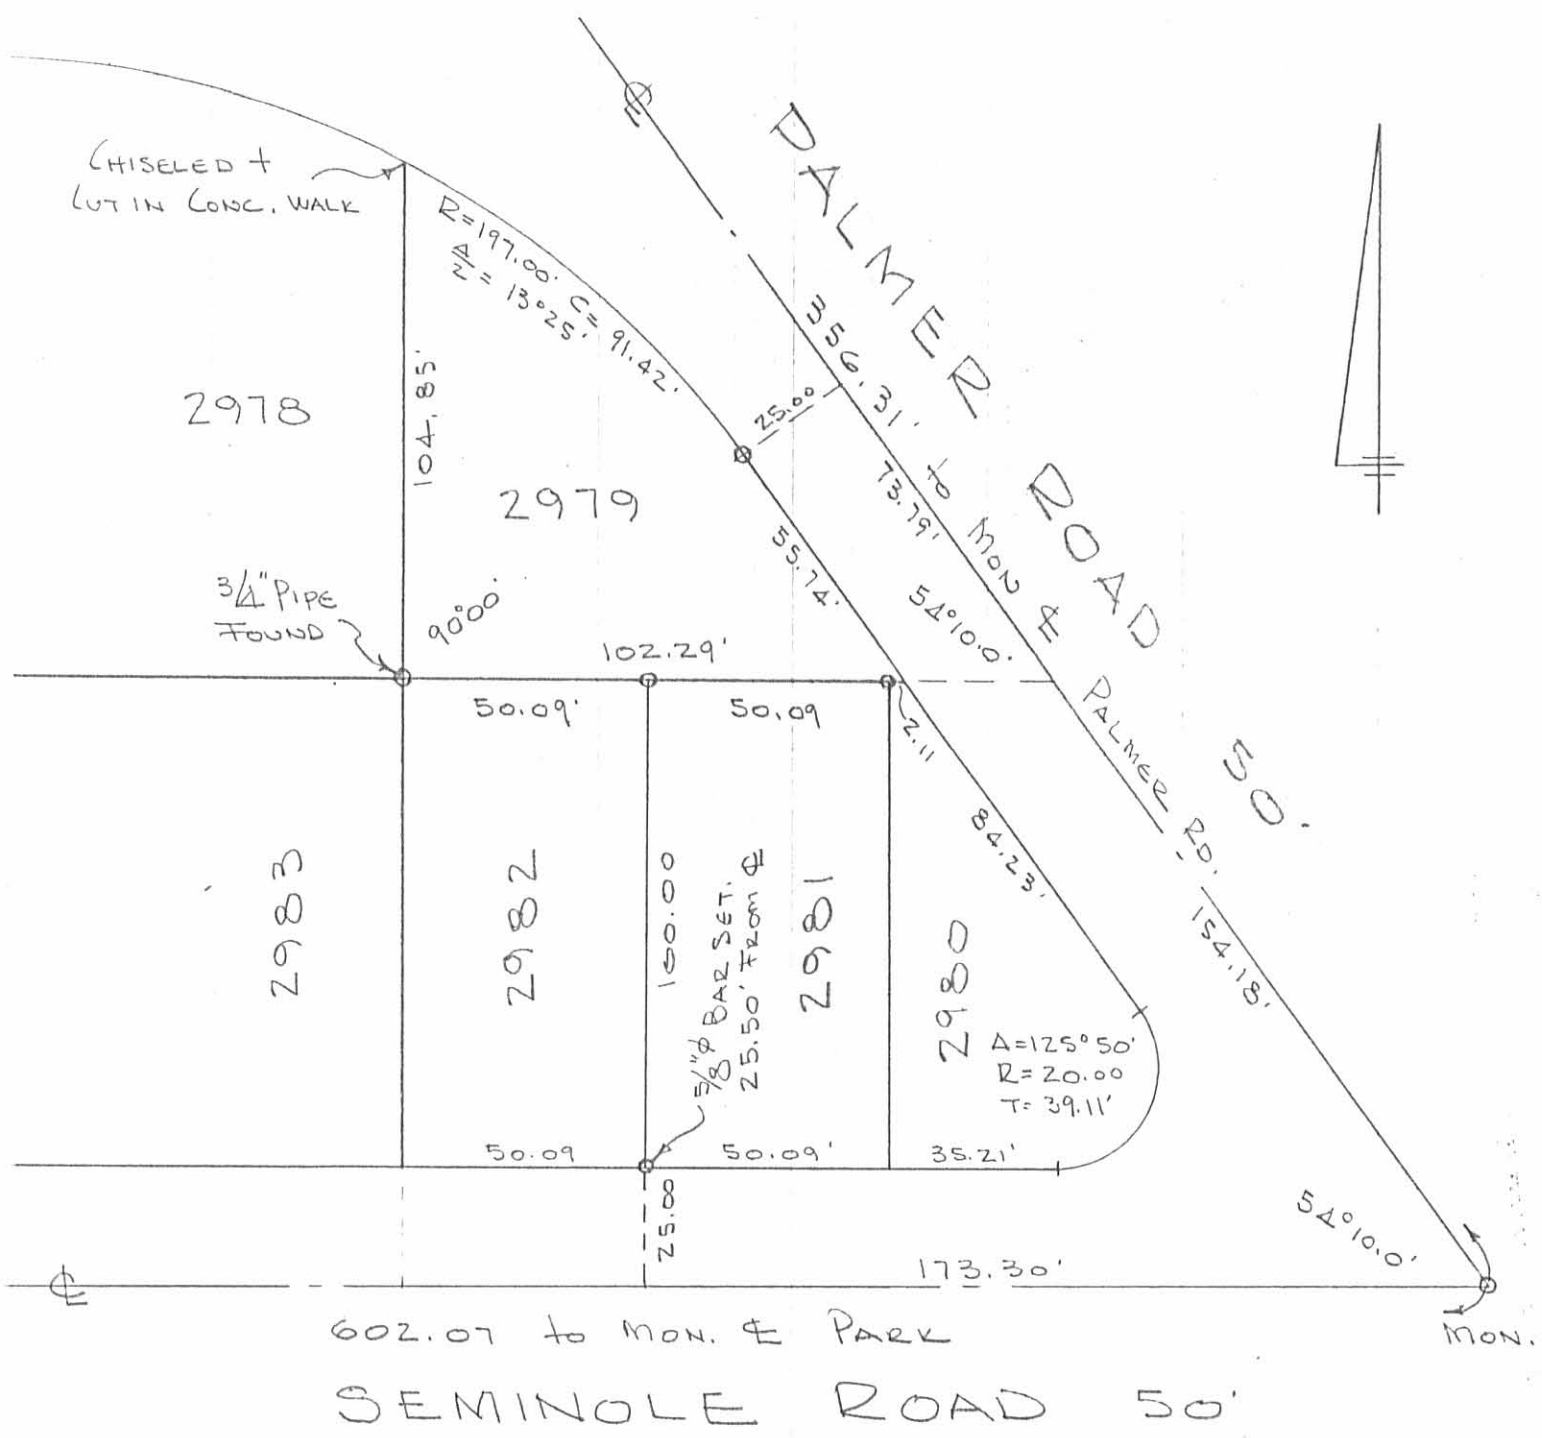 CHISELED +
CUT IN CONC. WALK
R=197.00' C= 91.42'
Δ/2 = 13°25'
PALMER ROAD 50'
356.31' to MON ℄ PALMER RD.
25.00
73.79'
2978
104.85'
2979
55.74'
54°10.0'
3/4" PIPE
FOUND
90°00'
102.29'
50.09'
50.09
2.11
84.23'
154.18'
2983
2982
100.00
5/8"⌀ BAR SET.
25.50' FROM ℄
2981
2980
Δ=125°50'
R=20.00
T=39.11'
50.09
50.09'
35.21'
25.00
54°10.0'
173.30'
℄
℄
602.07 to MON. ℄ PARK
MON.
SEMINOLE ROAD 50'